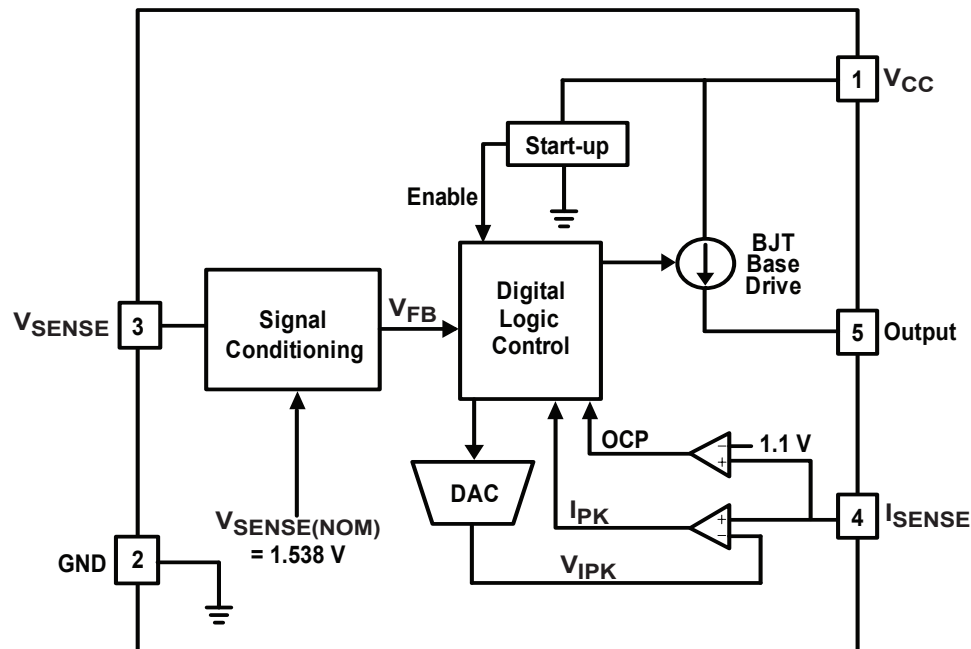 1
VCC
Start-up
Enable
BJT
Base
Drive
Digital
Logic
Control
VSENSE
3
Signal
Conditioning
VFB
5
Output
OCP
−
1.1 V
+
DAC
IPK
+
−
4
ISENSE
VSENSE(NOM)
= 1.538 V
VIPK
GND
2